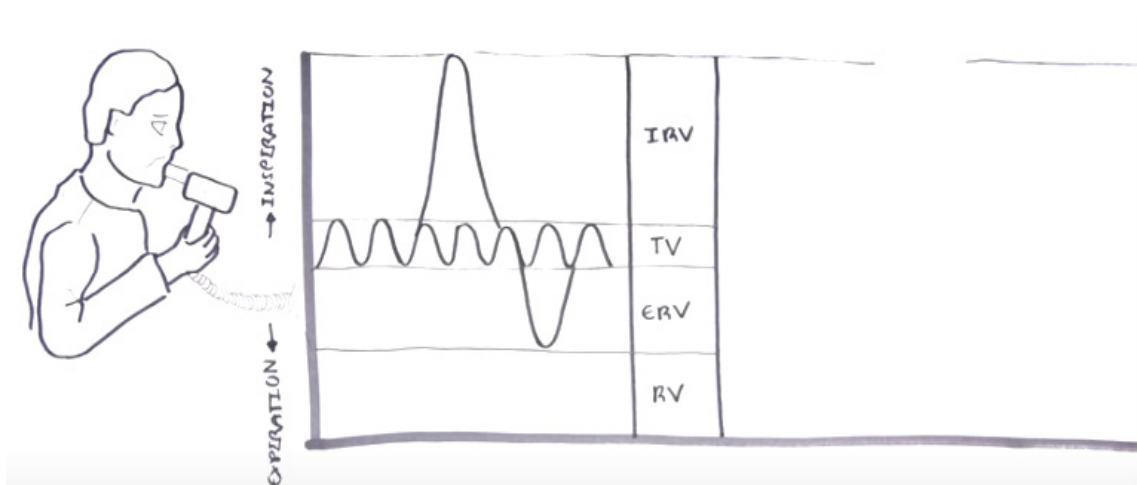 INSPIRATION
EXPIRATION
IRV
TV
ERV
RV